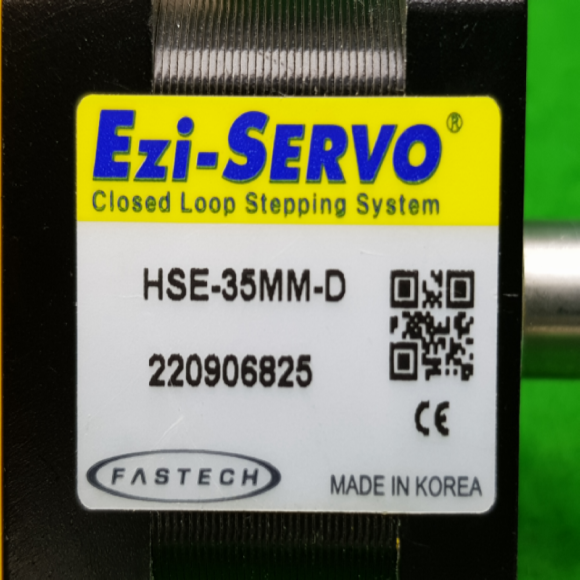 Ezi-SERVO®
Closed Loop Stepping System
HSE-35MM-D
220906825
CE
FASTECH
MADE IN KOREA